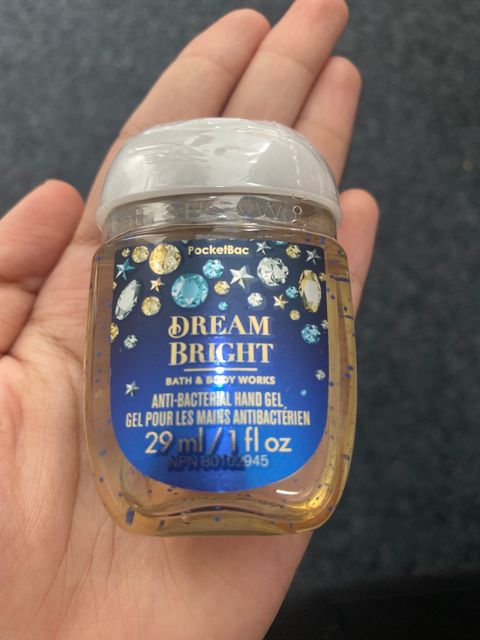 PocketBac
DREAM
BRIGHT
BATH & BODY WORKS
ANTI-BACTERIAL HAND GEL
GEL POUR LES MAINS ANTIBACTÉRIEN
29 ml / 1 fl oz
NPN 80102945